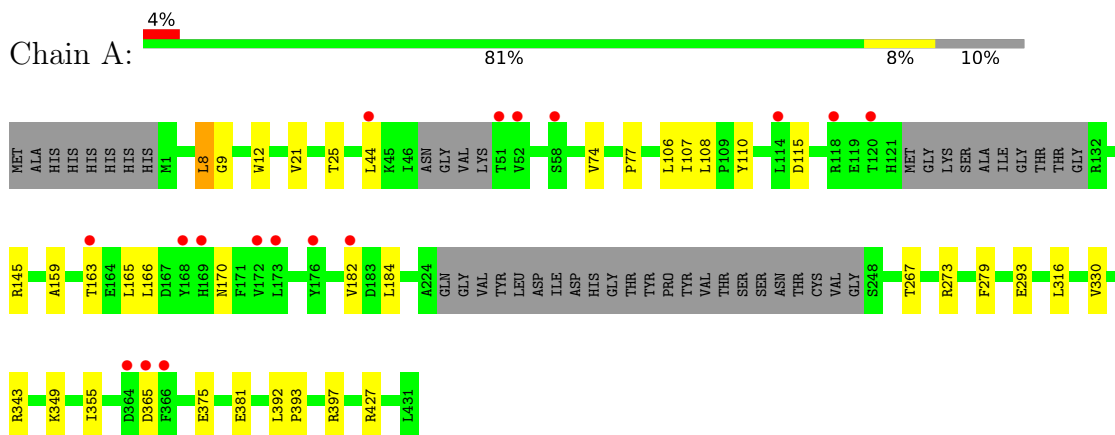 4%
Chain A:
81% 8% 10%
MET ALA HIS HIS HIS HIS HIS HIS M1 L8 G9 W12 V21 T25 L44 K45 I46 ASN GLY VAL LYS T51 V52 S58 V74 P77 L106 I107 L108 P109 Y110 L114 D115 R118 E119 T120 H121 MET GLY LYS SER ALA ILE GLY THR THR GLY R132
R145 A159 T163 E164 L165 L166 D167 Y168 H169 N170 F171 V172 L173 Y176 V182 D183 L184 A224 GLN GLY VAL TYR LEU ASP ILE ASP HIS GLY THR TYR PRO TYR VAL THR SER SER ASN THR CYS VAL GLY S248 T267 R273 F279 E293 L316 V330
R343 K349 I355 D364 D365 F366 E375 E381 L392 P393 R397 R427 L431